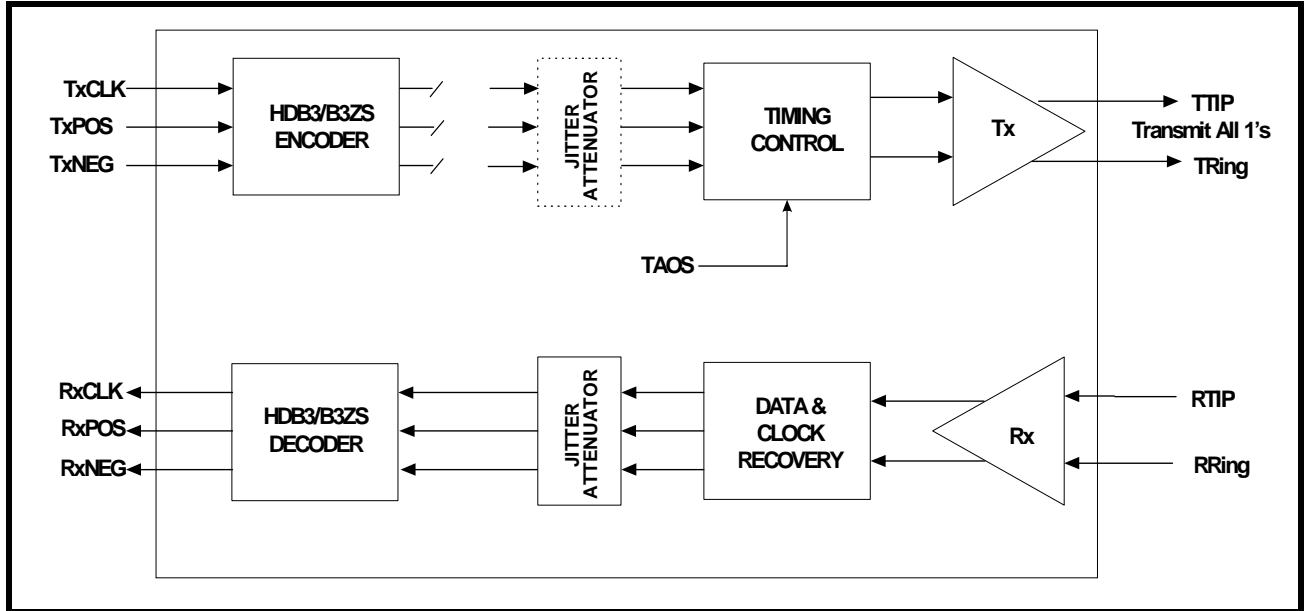 TxCLK
TxPOS
TxNEG
HDB3/B3ZS
ENCODER
JITTER
ATTENUATOR
TIMING
CONTROL
Tx
TTIP
Transmit All 1's
TRing
TAOS
RxCLK
RxPOS
RxNEG
HDB3/B3ZS
DECODER
JITTER
ATTENUATOR
DATA &
CLOCK
RECOVERY
Rx
RTIP
RRing